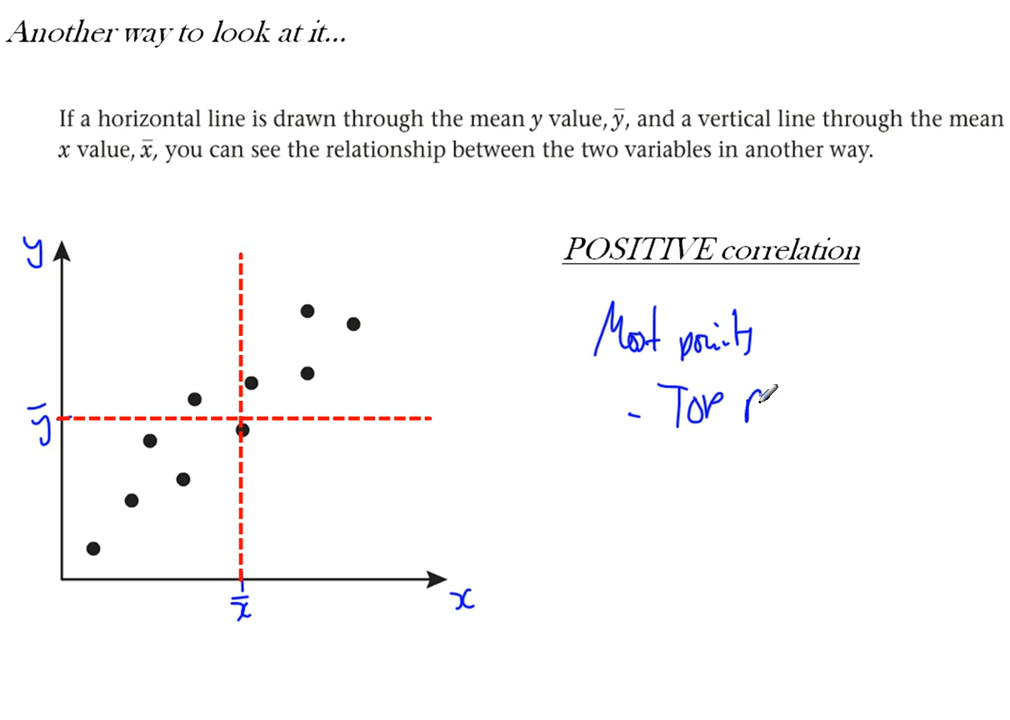 Another way to look at it...
If a horizontal line is drawn through the mean y value, ȳ, and a vertical line through the mean
x value, x̄, you can see the relationship between the two variables in another way.
y
POSITIVE correlation
Most points
- Top r
ȳ
x
x̄